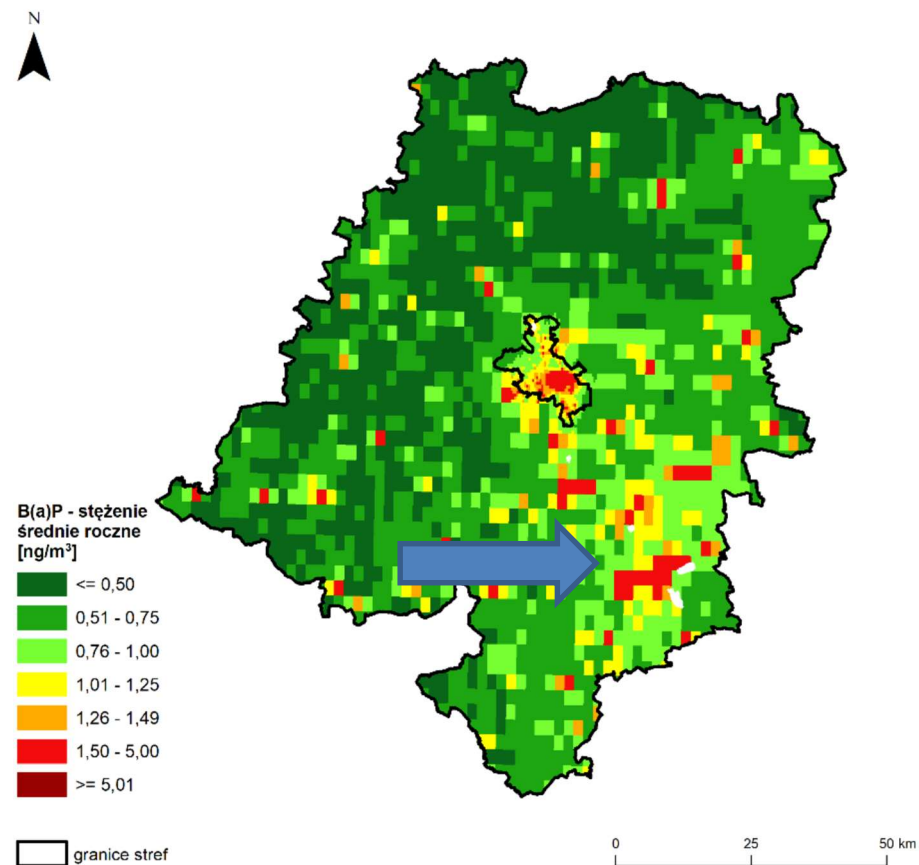 N
B(a)P - stężenie
średnie roczne
[ng/m³]
<= 0,50
0,51 - 0,75
0,76 - 1,00
1,01 - 1,25
1,26 - 1,49
1,50 - 5,00
>= 5,01
granice stref
0 25 50 km